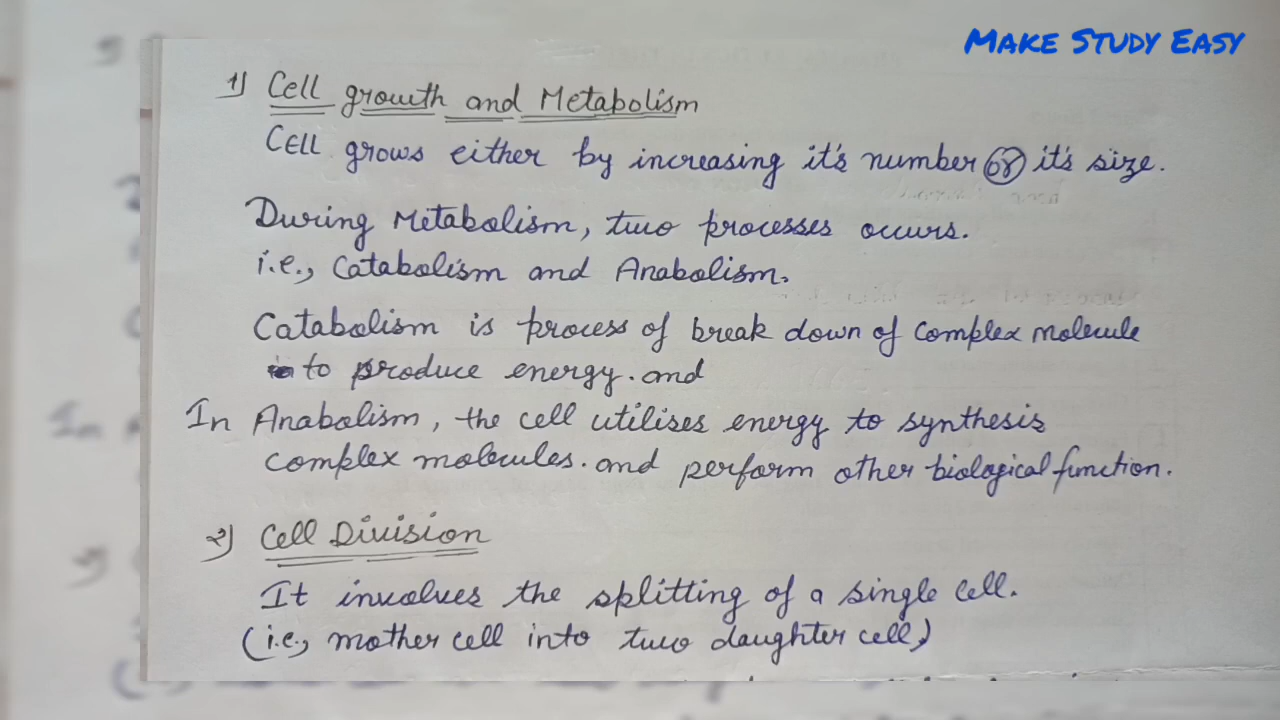 MAKE STUDY EASY
1) Cell growth and Metabolism
Cell grows either by increasing it's number or it's size.
During Metabolism, two processes occurs.
i.e., Catabolism and Anabolism.
Catabolism is process of break down of complex molecule
to produce energy. and
In Anabolism, the cell utilises energy to synthesis
complex molecules. and perform other biological function.
2) Cell Division
It involves the splitting of a single cell.
(i.e., mother cell into two daughter cell)